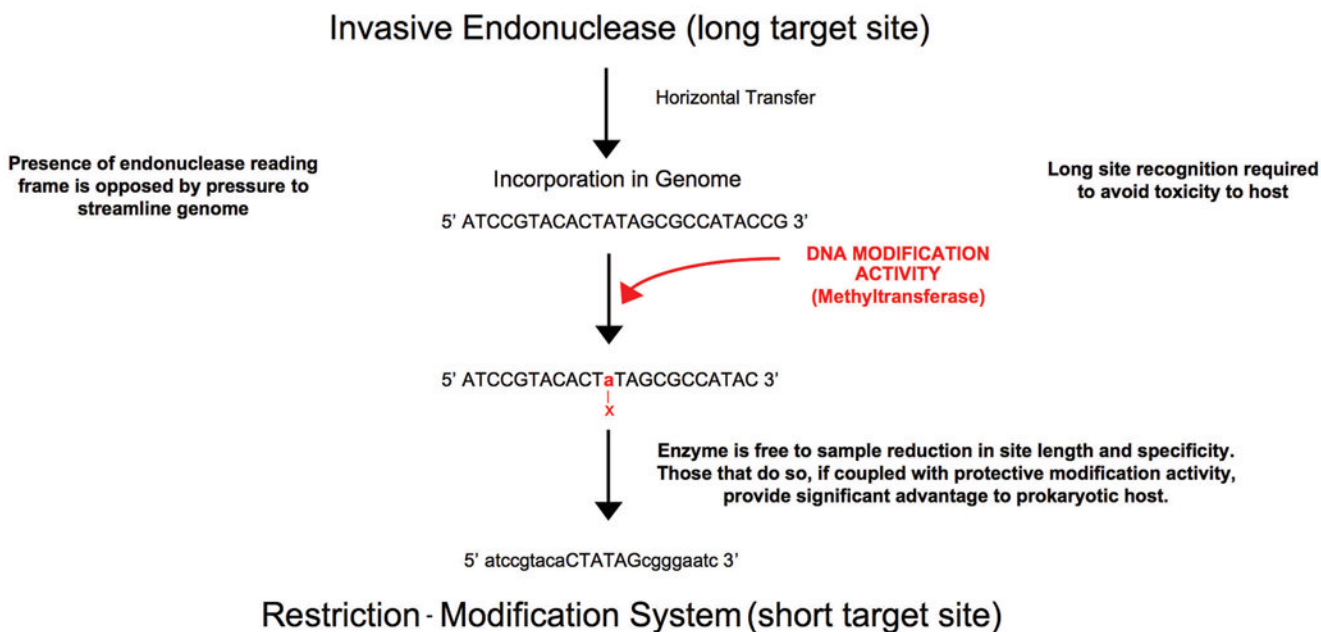 Invasive Endonuclease (long target site)
Horizontal Transfer
Presence of endonuclease reading
frame is opposed by pressure to
streamline genome
Incorporation in Genome
5’ ATCCGTACACTATAGCGCCATACCG 3’
Long site recognition required
to avoid toxicity to host
DNA MODIFICATION
ACTIVITY
(Methyltransferase)
5’ ATCCGTACACTaTAGCGCCATAC 3’
X
Enzyme is free to sample reduction in site length and specificity.
Those that do so, if coupled with protective modification activity,
provide significant advantage to prokaryotic host.
5’ atccgtacaCTATAGcgggaatc 3’
Restriction - Modification System (short target site)